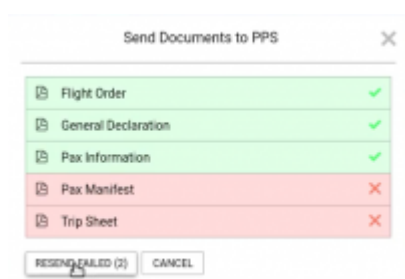 Send Documents to PPS
Flight Order
General Declaration
Pax Information
Pax Manifest
Trip Sheet
RESEND FAILED (2)
CANCEL